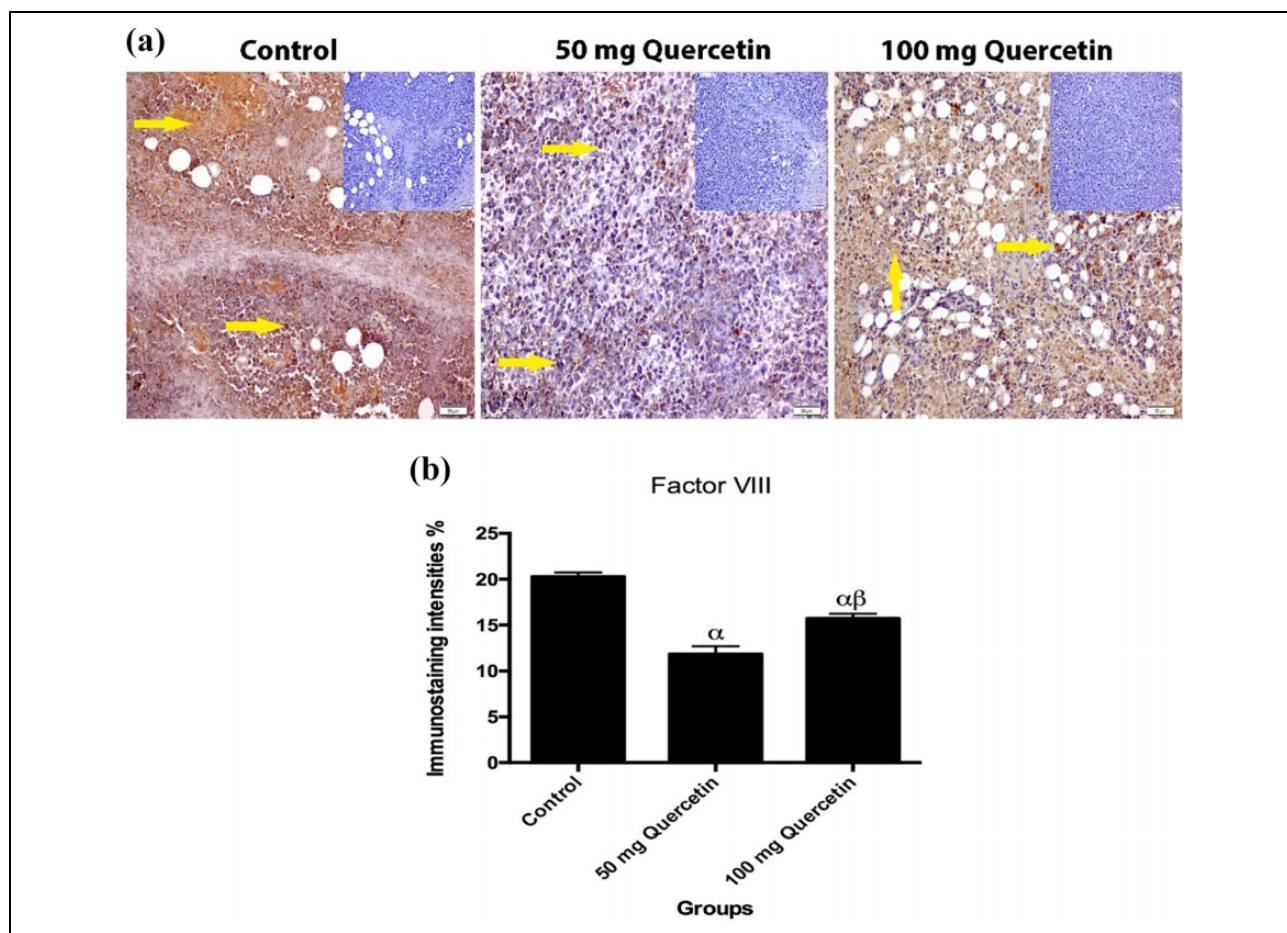 (a)
Control
50 mg Quercetin
100 mg Quercetin
(b)
Factor VIII
Immunostaining intensities %
25
20
15
10
5
0
α
αβ
Control
50 mg Quercetin
100 mg Quercetin
Groups